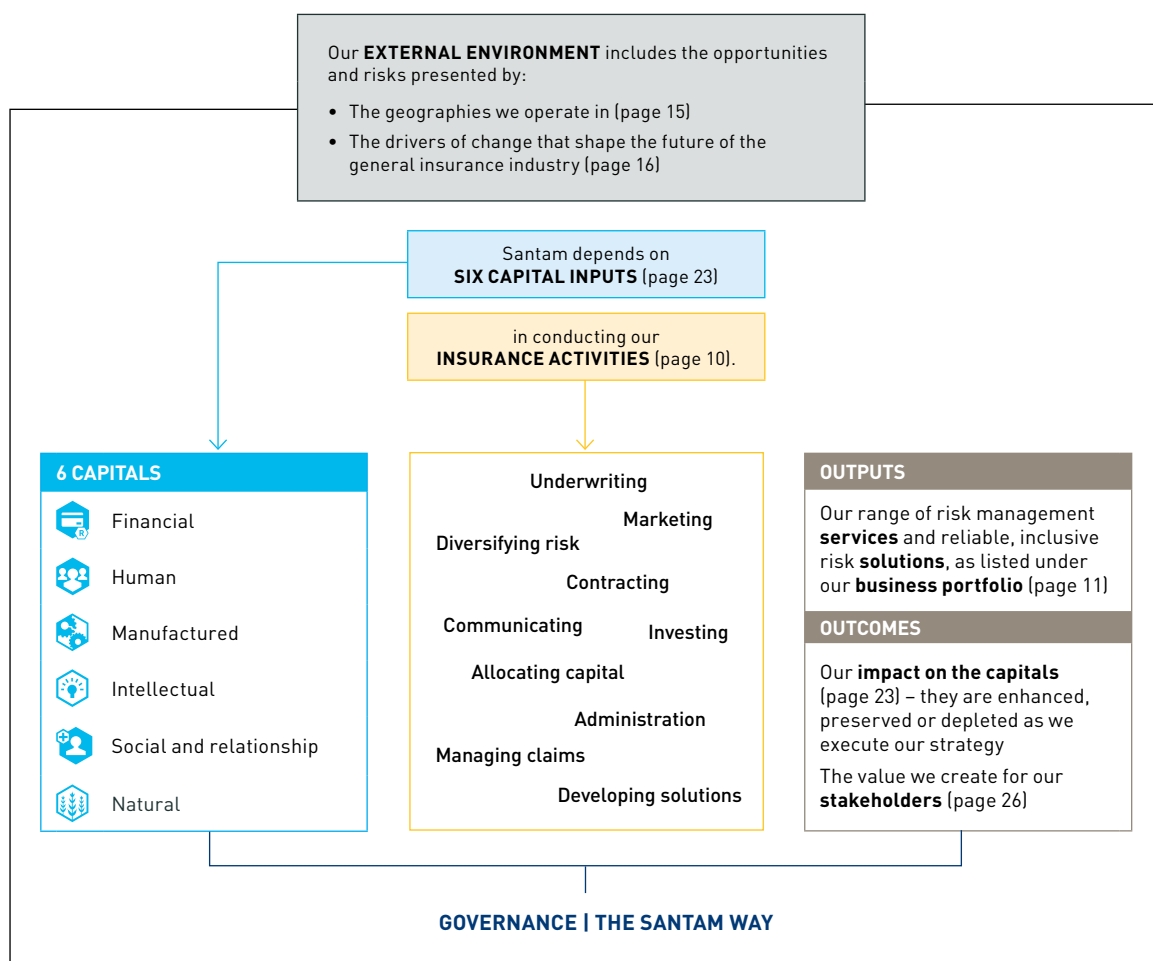 Our EXTERNAL ENVIRONMENT includes the opportunities
and risks presented by:
• The geographies we operate in (page 15)
• The drivers of change that shape the future of the
general insurance industry (page 16)
Santam depends on
SIX CAPITAL INPUTS (page 23)
in conducting our
INSURANCE ACTIVITIES (page 10).
6 CAPITALS
R
Financial
Human
Manufactured
Intellectual
Social and relationship
Natural
Underwriting
Marketing
Diversifying risk
Contracting
Communicating
Investing
Allocating capital
Administration
Managing claims
Developing solutions
OUTPUTS
Our range of risk management
services and reliable, inclusive
risk solutions, as listed under
our business portfolio (page 11)
OUTCOMES
Our impact on the capitals
(page 23) – they are enhanced,
preserved or depleted as we
execute our strategy
The value we create for our
stakeholders (page 26)
GOVERNANCE | THE SANTAM WAY